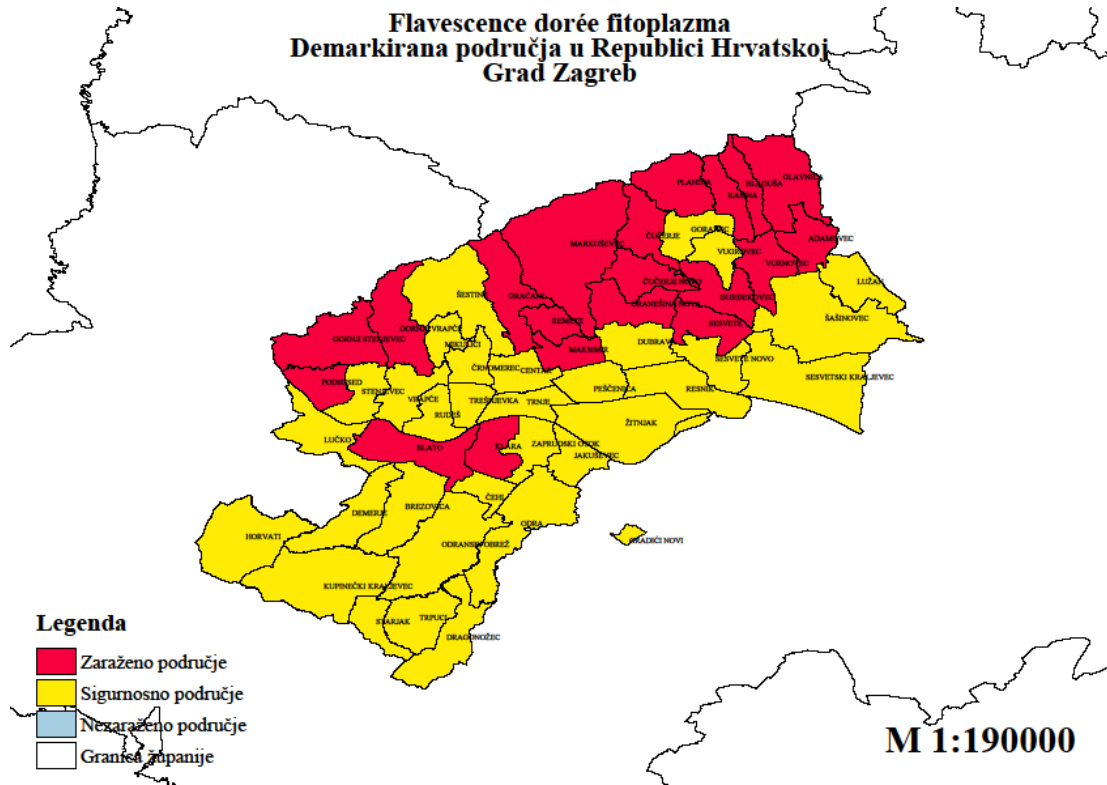 Flavescence dorée fitoplazma
Demarkirana područja u Republici Hrvatskoj
Grad Zagreb
GLAVNICA
PLANINA
BLAGUŠA
KAŠINA
GORANEC
ČUČERJE
ADAMOVEC
MARKUŠEVEC
VUGROVEC
VURNOVEC
LUŽAN
ČUČERJE NOVO
ŠESTINE
GRAČANI
ĐURĐEKOVEC
GRANEŠINA NOVA
ŠAŠINOVEC
REMETE
SESVETE
GORNJE VRAPČE
GORNJI STENJEVEC
MIKULIĆI
DUBRAVA
MAKSIMIR
SESVETE NOVO
ČRNOMEREC
CENTAR
SESVETSKI KRALJEVEC
PODSUSED
STENJEVEC
PEŠČENICA
RESNIK
VRAPČE
TREŠNJEVKA
TRNJE
RUDEŠ
ŽITNJAK
LUČKO
BLATO
KLARA
ZAPRUDSKI OTOK
JAKUŠEVEC
ČEHI
BREZOVICA
DEMERJE
ODRA
HORVATI
ODRANSKI OBREŽ
GRADIĆI NOVI
KUPINEČKI KRALJEVEC
STARJAK
TRPUCI
DRAGONOŽEC
Legenda
Zaraženo područje
Sigurnosno područje
Nezaraženo područje
Granica županije
M 1:190000